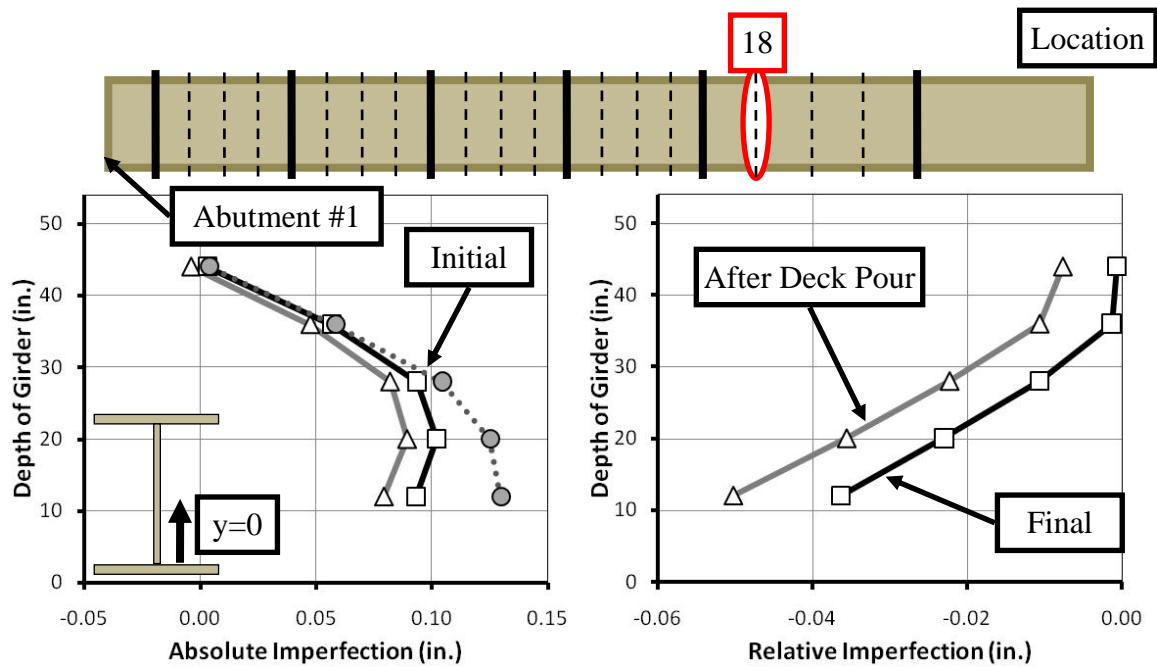 18
Location
Abutment #1
Initial
After Deck Pour
Final
y=0
Depth of Girder (in.)
50
40
30
20
10
0
-0.05
0.00
0.05
0.10
0.15
Absolute Imperfection (in.)
Depth of Girder (in.)
50
40
30
20
10
0
-0.06
-0.04
-0.02
0.00
Relative Imperfection (in.)